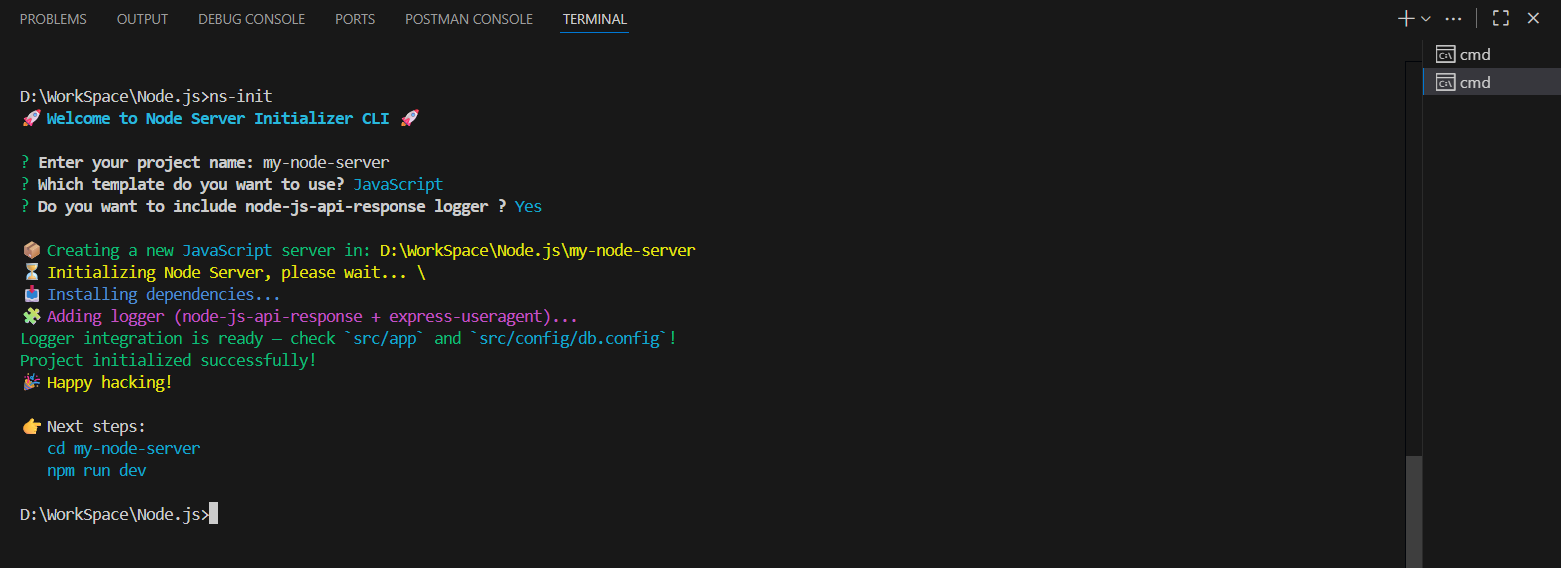 PROBLEMS OUTPUT DEBUG CONSOLE PORTS POSTMAN CONSOLE TERMINAL
cmd
cmd
D:\WorkSpace\Node.js>ns-init
🚀 Welcome to Node Server Initializer CLI 🚀
? Enter your project name: my-node-server
? Which template do you want to use? JavaScript
? Do you want to include node-js-api-response logger ? Yes
📦 Creating a new JavaScript server in: D:\WorkSpace\Node.js\my-node-server
⏳ Initializing Node Server, please wait... \
📥 Installing dependencies...
🧩 Adding logger (node-js-api-response + express-useragent)...
Logger integration is ready — check `src/app` and `src/config/db.config`!
Project initialized successfully!
🎉 Happy hacking!
👉 Next steps:
cd my-node-server
npm run dev
D:\WorkSpace\Node.js>